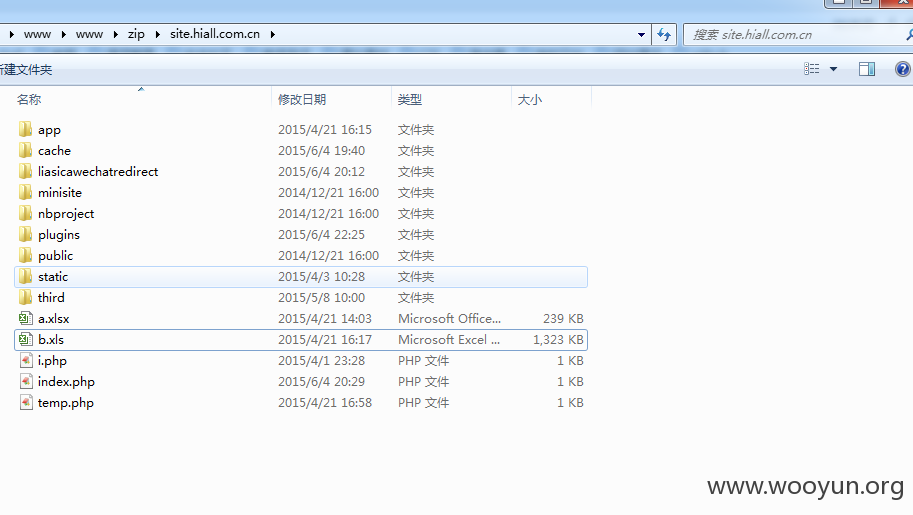 www www zip site.hiall.com.cn 搜索 site.hiall.com.cn
新建文件夹
名称 修改日期 类型 大小
app 2015/4/21 16:15 文件夹
cache 2015/6/4 19:40 文件夹
liasicawechatredirect 2015/6/4 20:12 文件夹
minisite 2014/12/21 16:00 文件夹
nbproject 2014/12/21 16:00 文件夹
plugins 2015/6/4 22:25 文件夹
public 2014/12/21 16:00 文件夹
static 2015/4/3 10:28 文件夹
third 2015/5/8 10:00 文件夹
a.xlsx 2015/4/21 14:03 Microsoft Office... 239 KB
b.xls 2015/4/21 16:17 Microsoft Excel ... 1,323 KB
i.php 2015/4/1 23:28 PHP 文件 1 KB
index.php 2015/6/4 20:29 PHP 文件 1 KB
temp.php 2015/4/21 16:58 PHP 文件 1 KB
www.wooyun.org